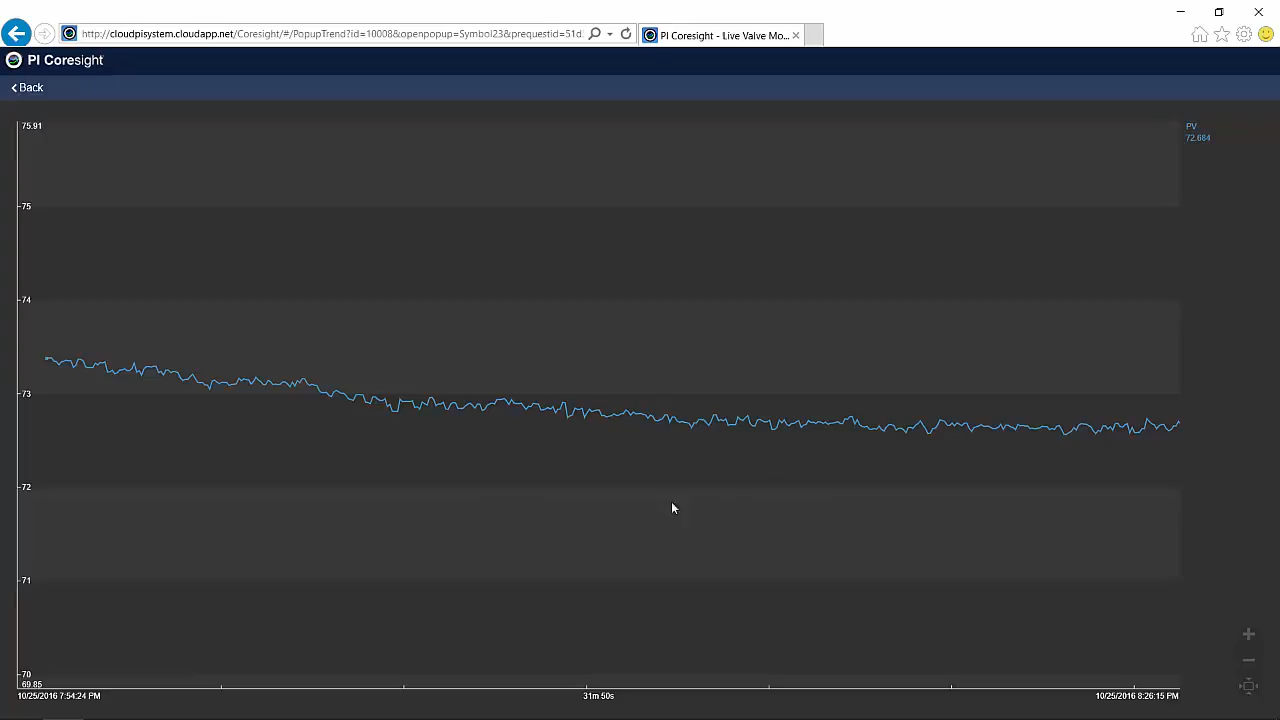 http://cloudpisystem.cloudapp.net/Coresight/#/PopupTrend?id=10008&openpopup=Symbol23&prequestid=51d
PI Coresight - Live Valve Mo...
PI Coresight
Back
75.91
PV
72.684
75
74
73
72
71
70
69.85
10/25/2016 7:54:24 PM
31m 50s
10/25/2016 8:26:15 PM